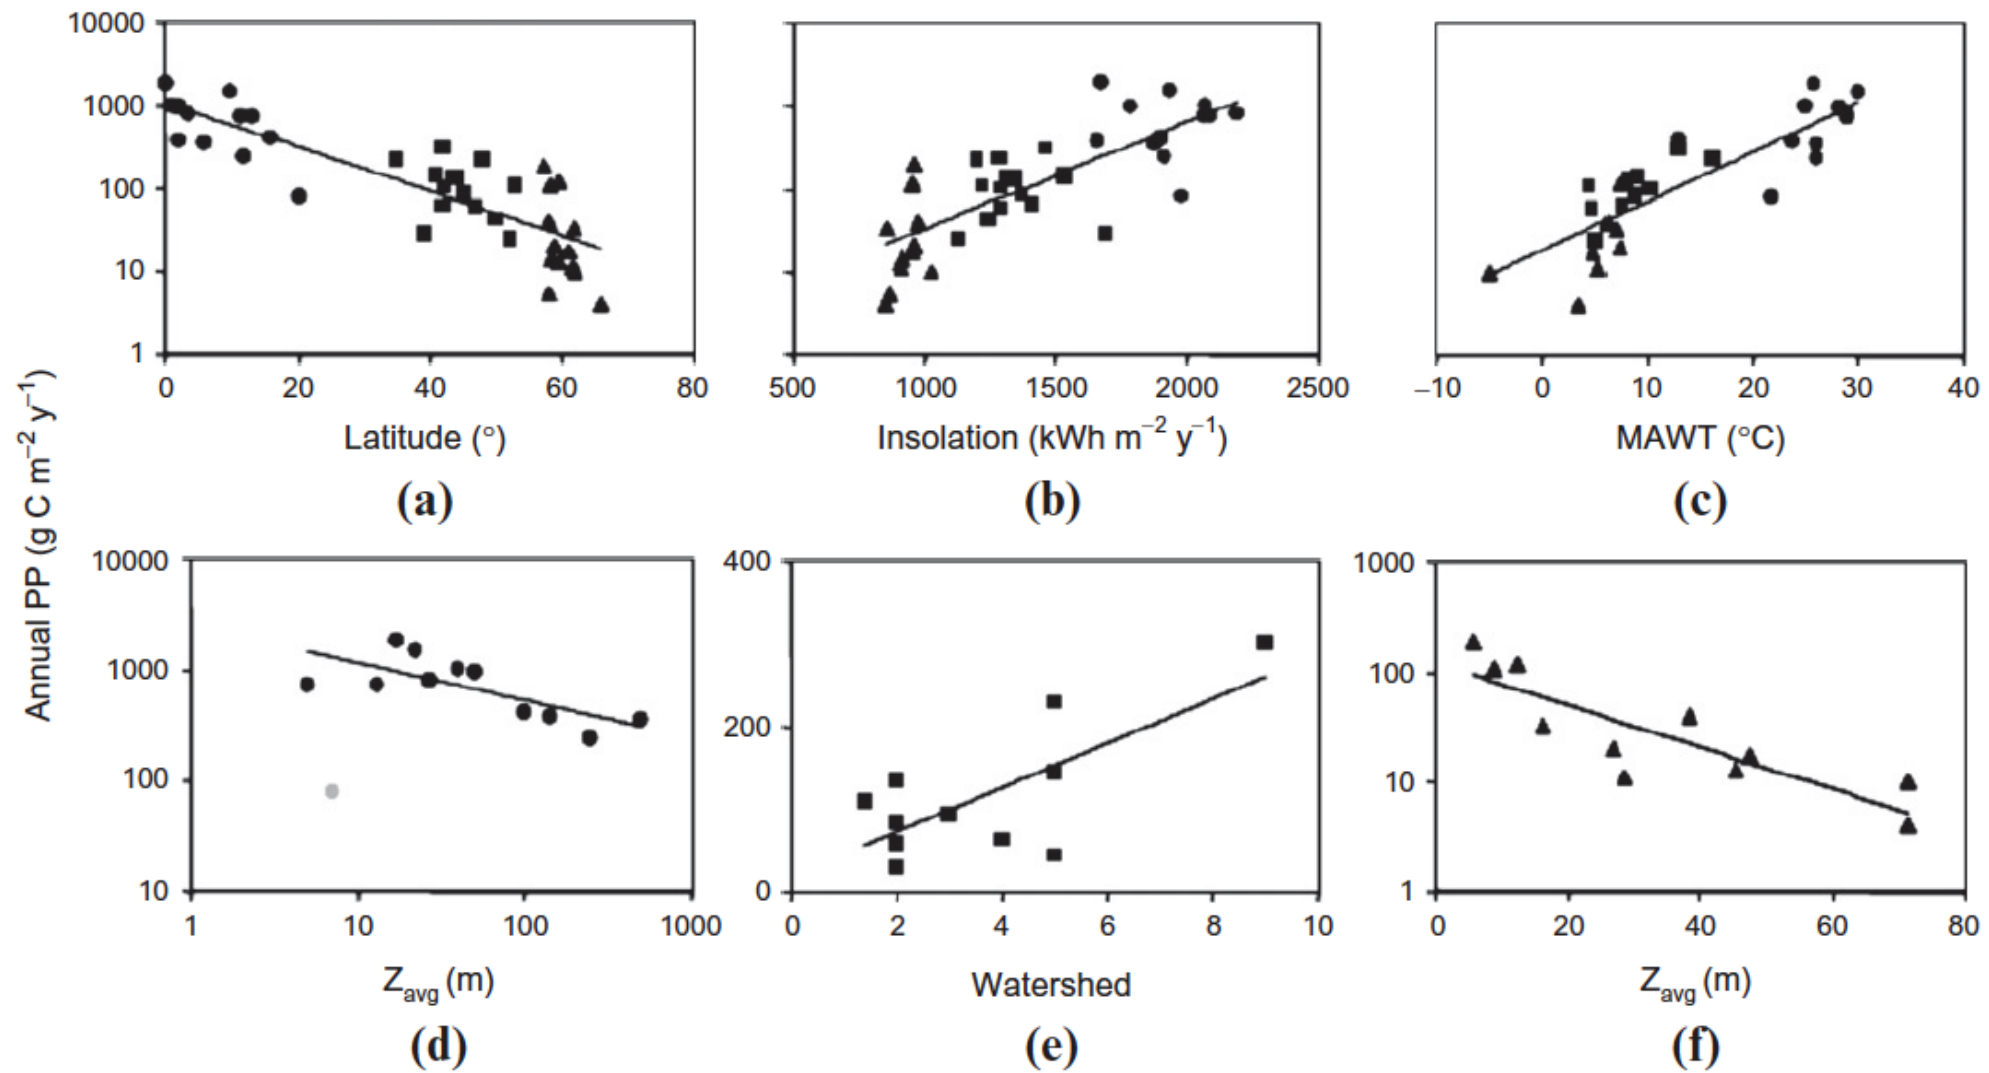 Annual PP (g C m⁻² y⁻¹)
10000
1000
100
10
1
0 20 40 60 80
Latitude (°)
(a)
500 1000 1500 2000 2500
Insolation (kWh m⁻² y⁻¹)
(b)
−10 0 10 20 30 40
MAWT (°C)
(c)
10000
1000
100
10
1 10 100 1000
Zavg (m)
(d)
400
200
0
0 2 4 6 8 10
Watershed
(e)
1000
100
10
1
0 20 40 60 80
Zavg (m)
(f)